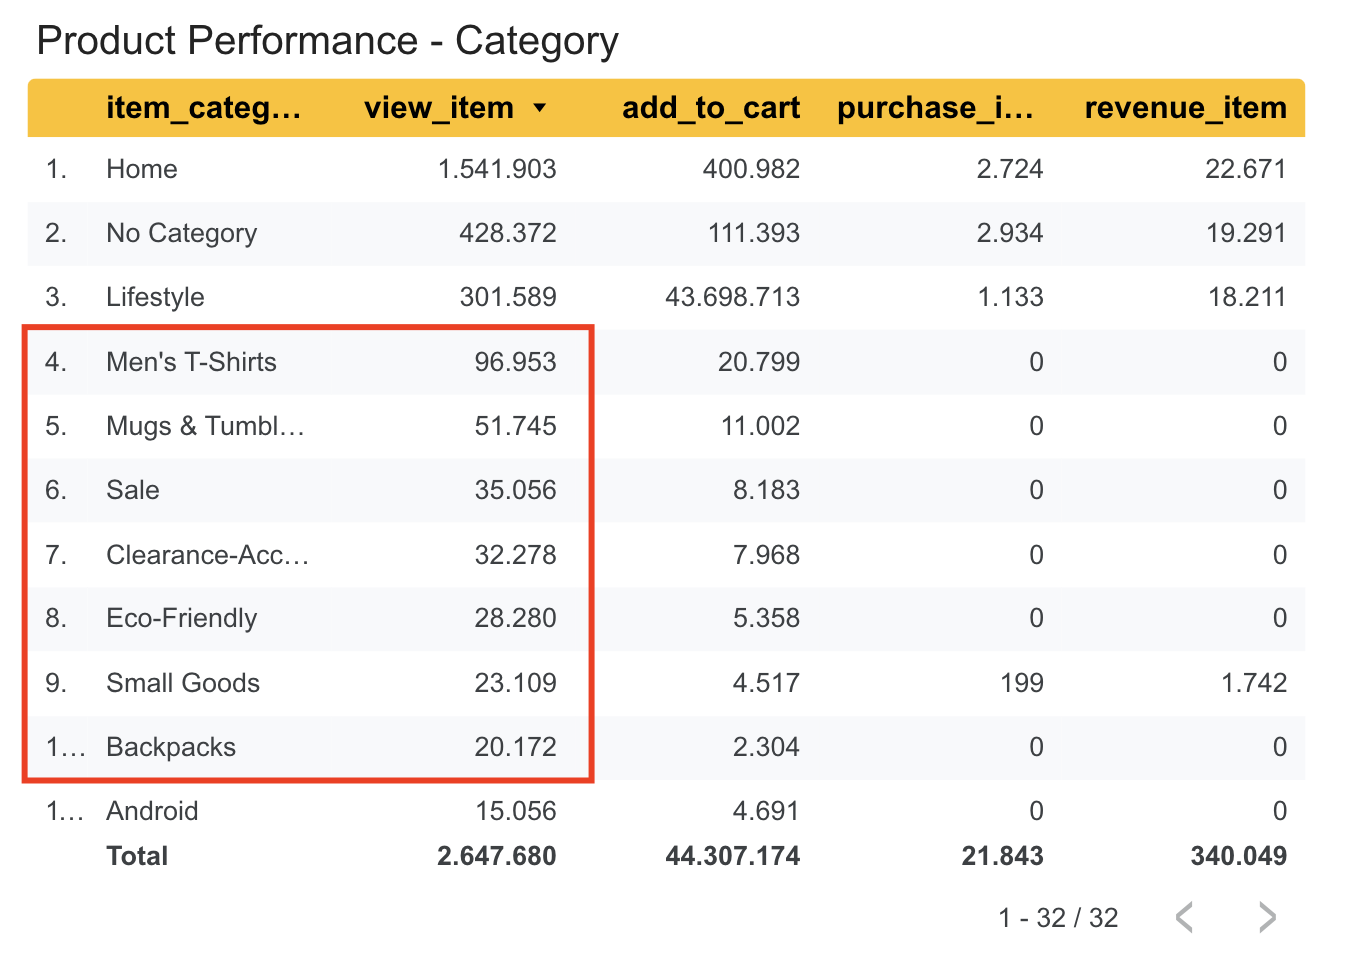 Product Performance - Category
item_categ... view_item add_to_cart purchase_i... revenue_item
1. Home 1.541.903 400.982 2.724 22.671
2. No Category 428.372 111.393 2.934 19.291
3. Lifestyle 301.589 43.698.713 1.133 18.211
4. Men's T-Shirts 96.953 20.799 0 0
5. Mugs & Tumbl... 51.745 11.002 0 0
6. Sale 35.056 8.183 0 0
7. Clearance-Acc... 32.278 7.968 0 0
8. Eco-Friendly 28.280 5.358 0 0
9. Small Goods 23.109 4.517 199 1.742
1... Backpacks 20.172 2.304 0 0
1... Android 15.056 4.691 0 0
Total 2.647.680 44.307.174 21.843 340.049
1 - 32 / 32